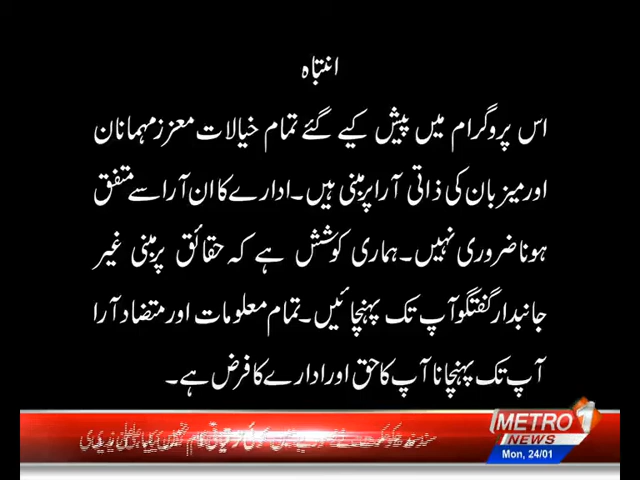 انتباہ
اس پروگرام میں پیش کیے گئے تمام خیالات معزز مہمانان
اور میزبان کی ذاتی آرا پر مبنی ہیں۔ ادارے کا ان آرا سے متفق
ہونا ضروری نہیں۔ ہماری کوشش ہے کہ حقائق پر مبنی غیر
جانبدار گفتگو آپ تک پہنچائیں۔ تمام معلومات اور متضاد آرا
آپ تک پہنچانا آپ کا حق اور ادارے کا فرض ہے۔
METRO 1
NEWS
Mon, 24/01